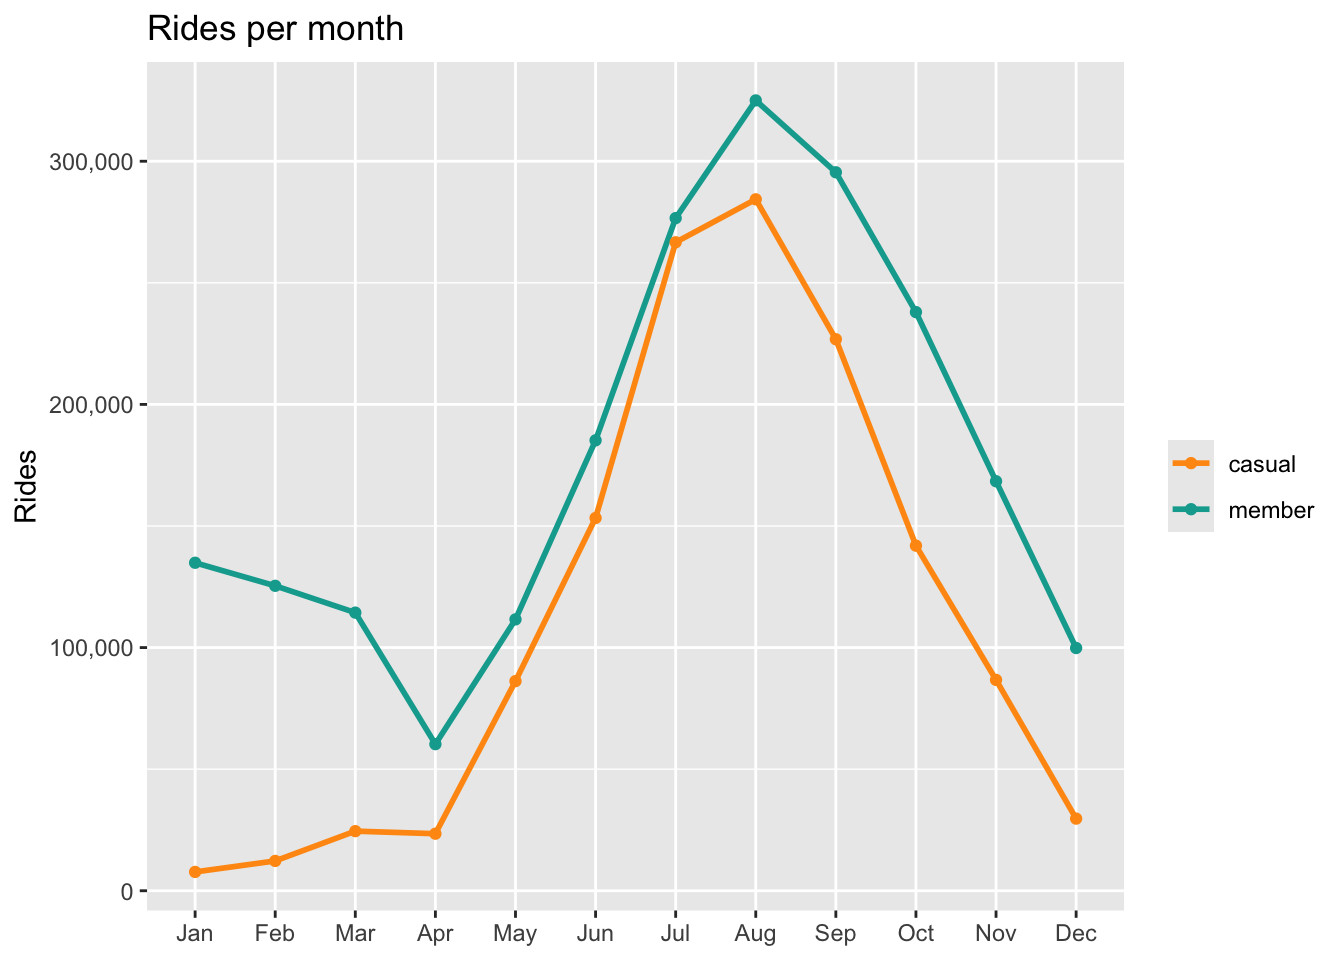 Rides per month
Rides
300,000
200,000
100,000
0
Jan Feb Mar Apr May Jun Jul Aug Sep Oct Nov Dec
casual
member